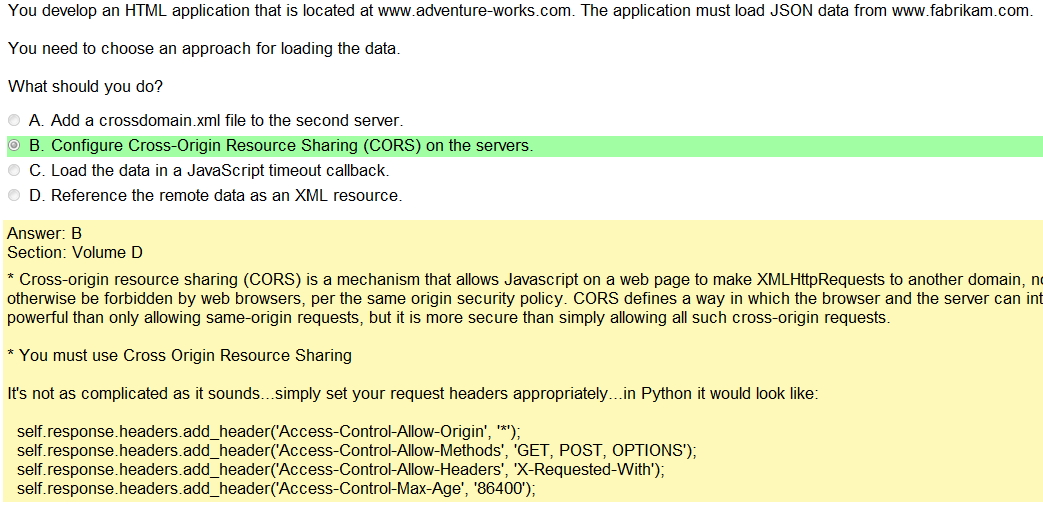 You develop an HTML application that is located at www.adventure-works.com. The application must load JSON data from www.fabrikam.com.
You need to choose an approach for loading the data.
What should you do?
A. Add a crossdomain.xml file to the second server.
B. Configure Cross-Origin Resource Sharing (CORS) on the servers.
C. Load the data in a JavaScript timeout callback.
D. Reference the remote data as an XML resource.
Answer: B
Section: Volume D
* Cross-origin resource sharing (CORS) is a mechanism that allows Javascript on a web page to make XMLHttpRequests to another domain,
otherwise be forbidden by web browsers, per the same origin security policy. CORS defines a way in which the browser and the server can
powerful than only allowing same-origin requests, but it is more secure than simply allowing all such cross-origin requests.
* You must use Cross Origin Resource Sharing
It's not as complicated as it sounds...simply set your request headers appropriately...in Python it would look like:
self.response.headers.add_header('Access-Control-Allow-Origin', '*');
self.response.headers.add_header('Access-Control-Allow-Methods', 'GET, POST, OPTIONS');
self.response.headers.add_header('Access-Control-Allow-Headers', 'X-Requested-With');
self.response.headers.add_header('Access-Control-Max-Age', '86400');